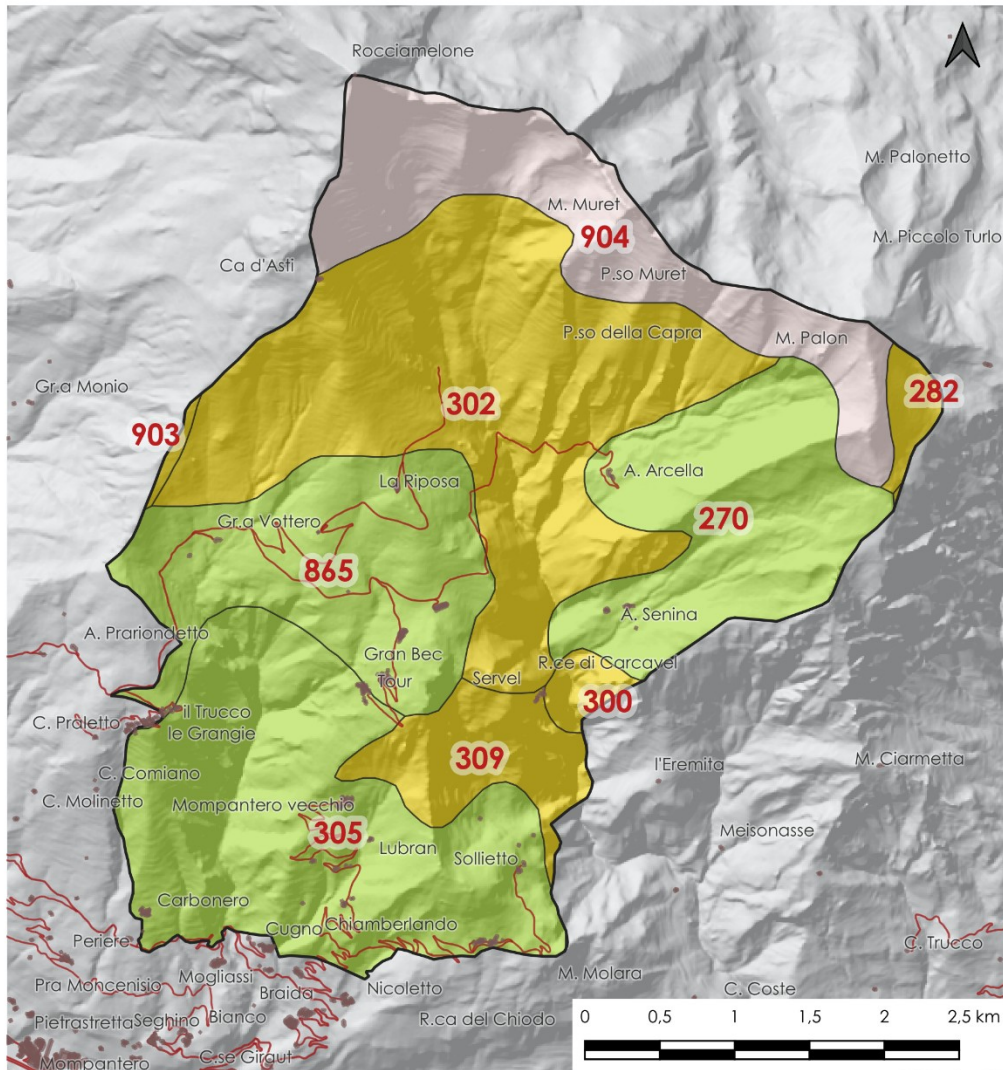 Rocciamelone
M. Palonetto
M. Muret
904
M. Piccolo Turlo
Ca d'Asti
P.so Muret
P.so della Capra
M. Palon
Gr.a Monio
302
282
903
La Riposa
A. Arcella
Gr.a Vottero
270
865
A. Senina
A. Prariondetto
Gran Bec
Tour
Servel
R.ce di Carcavel
300
C. Praletto
il Trucco
le Grangie
309
l'Eremita
M. Ciarmetta
C. Comiano
C. Molinetto
Mompantero vecchio
305
Lubran
Sollietto
Meisonasse
Carbonero
Cugno
Chiamberlando
Periere
C. Trucco
Mogliassi
M. Molara
Pra Moncenisio
Braida
Nicoletto
C. Coste
Pietrastretta
Seghino
Bianco
R.ca del Chiodo
C.se Giraut
Mompantero
0 0,5 1 1,5 2 2,5 km